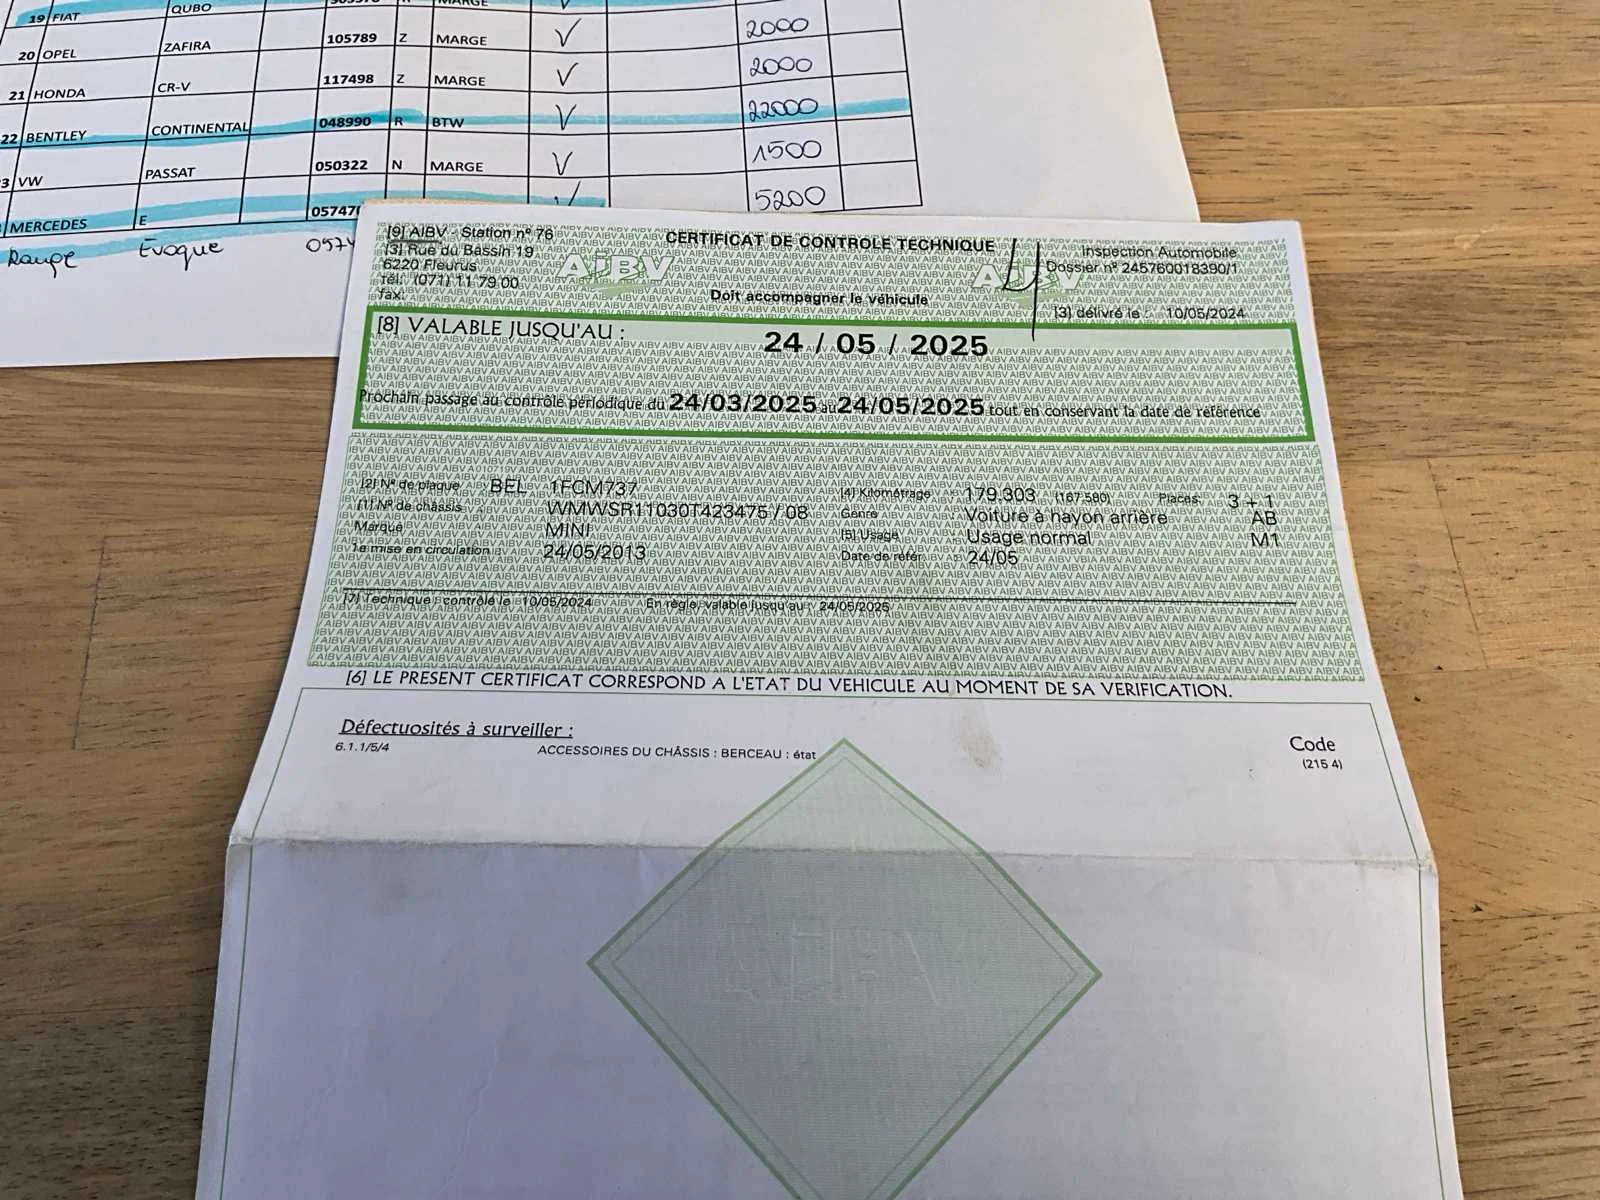 19 FIAT QUBO MARGE V
20 OPEL ZAFIRA 105789 Z MARGE V 2000
21 HONDA CR-V 117498 Z MARGE V 2000
22 BENTLEY CONTINENTAL 048990 R BTW V 22000
3 VW PASSAT 050322 N MARGE V 1500
MERCEDES E 05747 5200
Range Evoque 0574
[9] AIBV - Station n° 76
[3] Rue du Bassin 19
6220 Fleurus
Tél.: (071) 11 79 00
fax:
AIBV
CERTIFICAT DE CONTROLE TECHNIQUE
Doit accompagner le véhicule
AIBV
Inspection Automobile
Dossier n° 245760018390/1
[3] délivré le : 10/05/2024
[8] VALABLE JUSQU'AU : 24 / 05 / 2025
Prochain passage au contrôle périodique du 24/03/2025 au 24/05/2025 tout en conservant la date de référence
[2] N° de plaque BEL 1FCM737
[1] N° de châssis WMWSR11030T423475 / 08
Marque MINI
1e mise en circulation 24/05/2013
[4] Kilométrage 179.303 (167.580) Places: 3 + 1
Genre Voiture à hayon arrière AB
[5] Usage Usage normal M1
Date de référ. 24/05
[7] Technique : contrôlé le 10/05/2024 En règle, valable jusqu'au : 24/05/2025
[6] LE PRESENT CERTIFICAT CORRESPOND A L'ETAT DU VEHICULE AU MOMENT DE SA VERIFICATION.
Défectuosités à surveiller : Code
6.1.1/5/4 ACCESSOIRES DU CHÂSSIS : BERCEAU : état (215 4)